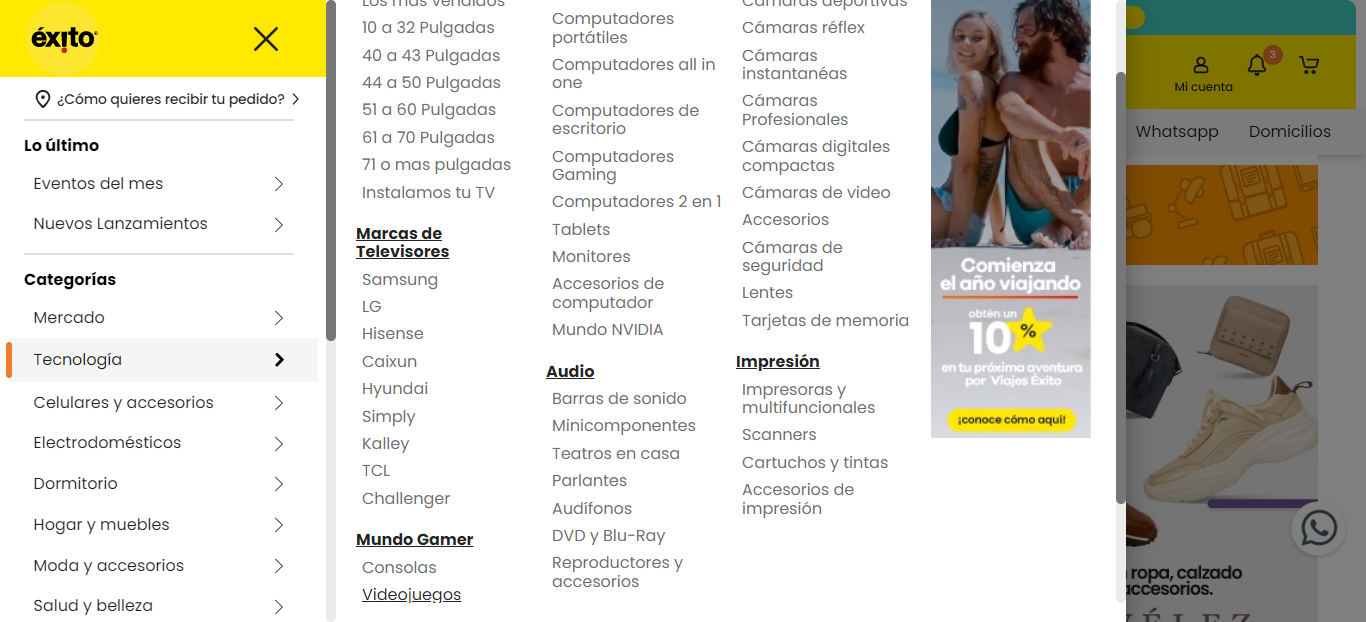 éxito
¿Cómo quieres recibir tu pedido?
Lo último
Eventos del mes
Nuevos Lanzamientos
Categorías
Mercado
Tecnología
Celulares y accesorios
Electrodomésticos
Dormitorio
Hogar y muebles
Moda y accesorios
Salud y belleza
Los más vendidos
10 a 32 Pulgadas
40 a 43 Pulgadas
44 a 50 Pulgadas
51 a 60 Pulgadas
61 a 70 Pulgadas
71 o mas pulgadas
Instalamos tu TV
Marcas de
Televisores
Samsung
LG
Hisense
Caixun
Hyundai
Simply
Kalley
TCL
Challenger
Mundo Gamer
Consolas
Videojuegos
Computadores
portátiles
Computadores all in
one
Computadores de
escritorio
Computadores
Gaming
Computadores 2 en 1
Tablets
Monitores
Accesorios de
computador
Mundo NVIDIA
Audio
Barras de sonido
Minicomponentes
Teatros en casa
Parlantes
Audífonos
DVD y Blu-Ray
Reproductores y
accesorios
Cámaras deportivas
Cámaras réflex
Cámaras
instantanéas
Cámaras
Profesionales
Cámaras digitales
compactas
Cámaras de video
Accesorios
Cámaras de
seguridad
Lentes
Tarjetas de memoria
Impresión
Impresoras y
multifuncionales
Scanners
Cartuchos y tintas
Accesorios de
impresión
Comienza
el año viajando
obtén un
10%
en tu próxima aventura
por Viajes Éxito
¡conoce cómo aquí!
3
Mi cuenta
Whatsapp
Domicilios
ropa, calzado
accesorios.
VÉLEZ